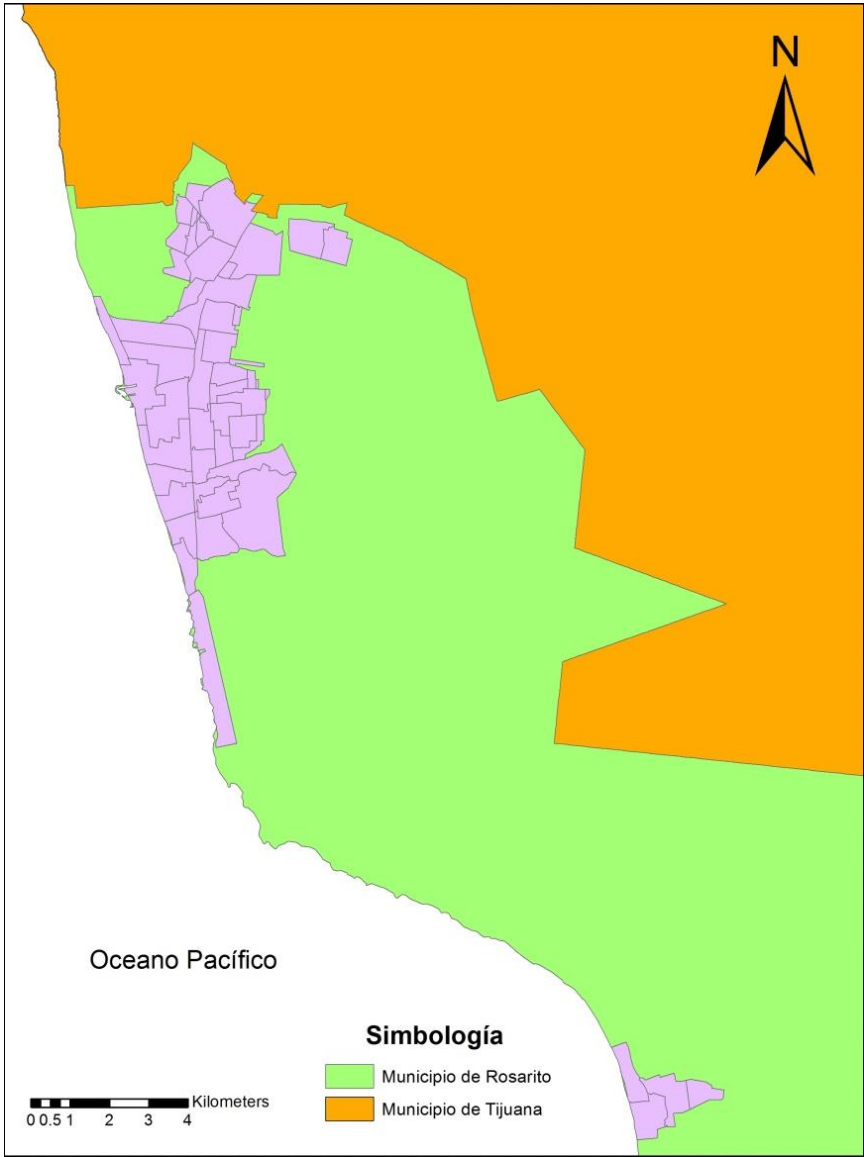 N
Oceano Pacífico
Simbología
Municipio de Rosarito
Municipio de Tijuana
Kilometers
0 0.5 1 2 3 4